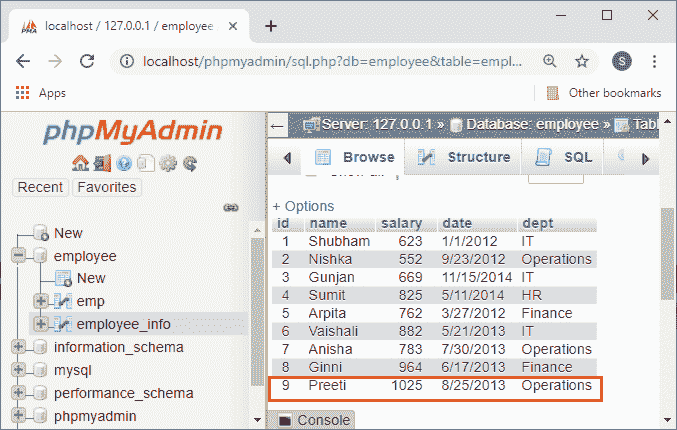 localhost / 127.0.0.1 / employee
localhost/phpmyadmin/sql.php?db=employee&table=empl...
S
Apps
Other bookmarks
phpMyAdmin
Recent Favorites
New
employee
New
emp
employee_info
information_schema
mysql
performance_schema
phpmyadmin
Server: 127.0.0.1 » Database: employee » Tabl
Browse Structure SQL
+ Options
id name salary date dept
1 Shubham 623 1/1/2012 IT
2 Nishka 552 9/23/2012 Operations
3 Gunjan 669 11/15/2014 IT
4 Sumit 825 5/11/2014 HR
5 Arpita 762 3/27/2012 Finance
6 Vaishali 882 5/21/2013 IT
7 Anisha 783 7/30/2013 Operations
8 Ginni 964 6/17/2013 Finance
9 Preeti 1025 8/25/2013 Operations
Console